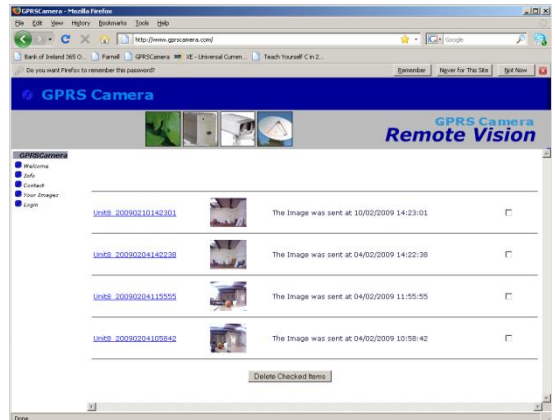 GPRSCamera - Mozilla Firefox
File Edit View History Bookmarks Tools Help
http://www.gprscamera.com/
Google
Bank of Ireland 365 O... Farnell GPRSCamera XE - Universal Curren... Teach Yourself C in 2...
Do you want Firefox to remember this password?
Remember Never for This Site Not Now
GPRS Camera
GPRS Camera
Remote Vision
GPRSCamera
Welcome
Info
Contact
Your Images
Login
Unit8_20090210142301 The Image was sent at 10/02/2009 14:23:01
Unit8_20090204142238 The Image was sent at 04/02/2009 14:22:38
Unit8_20090204115555 The Image was sent at 04/02/2009 11:55:55
Unit8_20090204105842 The Image was sent at 04/02/2009 10:58:42
Delete Checked Items
Done